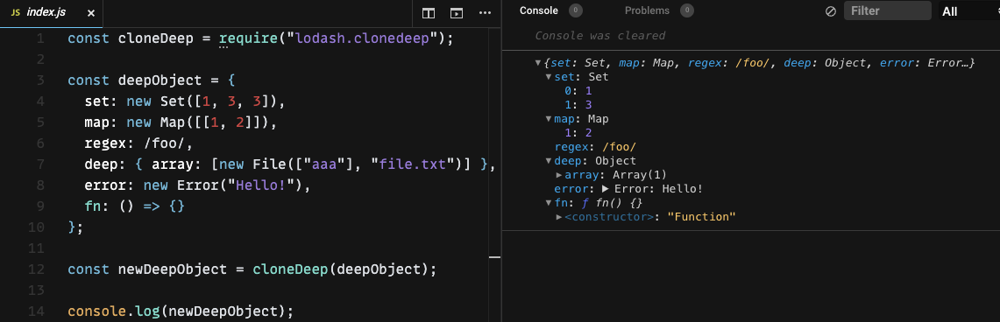 JS index.js ×
1 const cloneDeep = require("lodash.clonedeep");
2
3 const deepObject = {
4 set: new Set([1, 3, 3]),
5 map: new Map([[1, 2]]),
6 regex: /foo/,
7 deep: { array: [new File(["aaa"], "file.txt")] },
8 error: new Error("Hello!"),
9 fn: () => {}
10 };
11
12 const newDeepObject = cloneDeep(deepObject);
13
14 console.log(newDeepObject);
Console 0 Problems 0 Filter All
Console was cleared
▼{set: Set, map: Map, regex: /foo/, deep: Object, error: Error…}
▼set: Set
0: 1
1: 3
▼map: Map
1: 2
regex: /foo/
▼deep: Object
▶array: Array(1)
error: ▶Error: Hello!
▼fn: ƒ fn() {}
▶<constructor>: "Function"